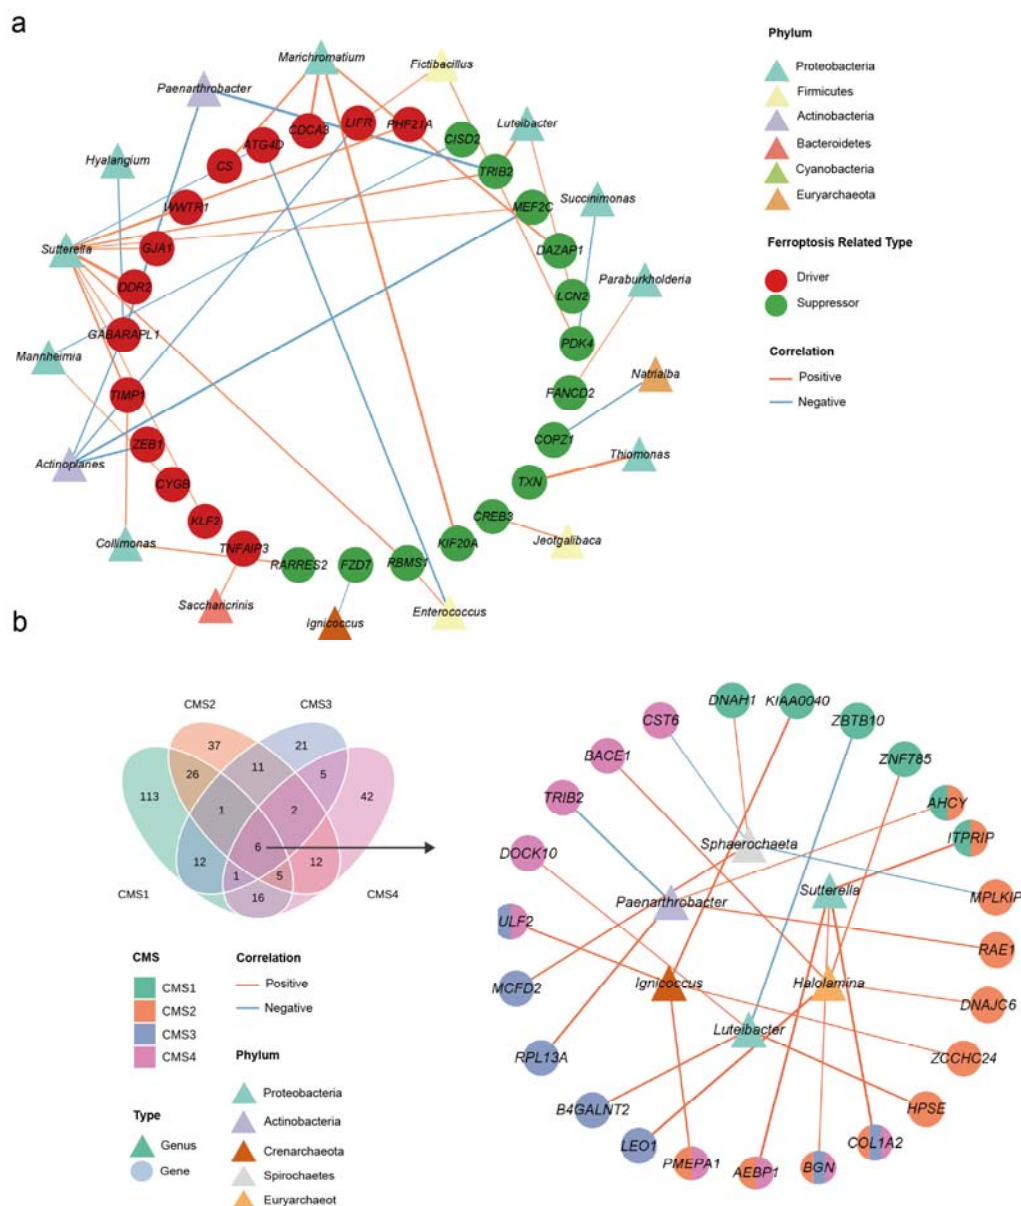 a
Marichromatium
Fictibacillus
Paenarthrobacter
Luteibacter
Hyalangium
Succinimonas
Sutterella
Paraburkholderia
Mannheimia
Natrialba
Actinoplanes
Thiomonas
Collimonas
Jeotgalibaca
Saccharicrinis
Ignicoccus
Enterococcus
LIFR
PHF21A
CDCA3
ATG4D
CISD2
CS
TRIB2
WWTR1
MEF2C
GJA1
DAZAP1
DDR2
LCN2
GABARAPL1
PDK4
TIMP1
FANCD2
ZEB1
COPZ1
CYGB
TXN
KLF2
CREB3
TNFAIP3
KIF20A
RARRES2
FZD7
RBMS1
Phylum
Proteobacteria
Firmicutes
Actinobacteria
Bacteroidetes
Cyanobacteria
Euryarchaeota
Ferroptosis Related Type
Driver
Suppressor
Correlation
Positive
Negative
b
CMS2
CMS3
37
21
26
11
5
113
1
2
42
12
6
12
1
5
16
CMS1
CMS4
CMS
CMS1
CMS2
CMS3
CMS4
Type
Genus
Gene
Correlation
Positive
Negative
Phylum
Proteobacteria
Actinobacteria
Crenarchaeota
Spirochaetes
Euryarchaeot
DNAH1
KIAA0040
CST6
ZBTB10
BACE1
ZNF785
TRIB2
AHCY
ITPRIP
DOCK10
Sphaerochaeta
Sutterella
MPLKIP
Paenarthrobacter
ULF2
RAE1
MCFD2
Ignicoccus
Halolamina
DNAJC6
Luteibacter
RPL13A
ZCCHC24
B4GALNT2
HPSE
LEO1
COL1A2
PMEPA1
AEBP1
BGN